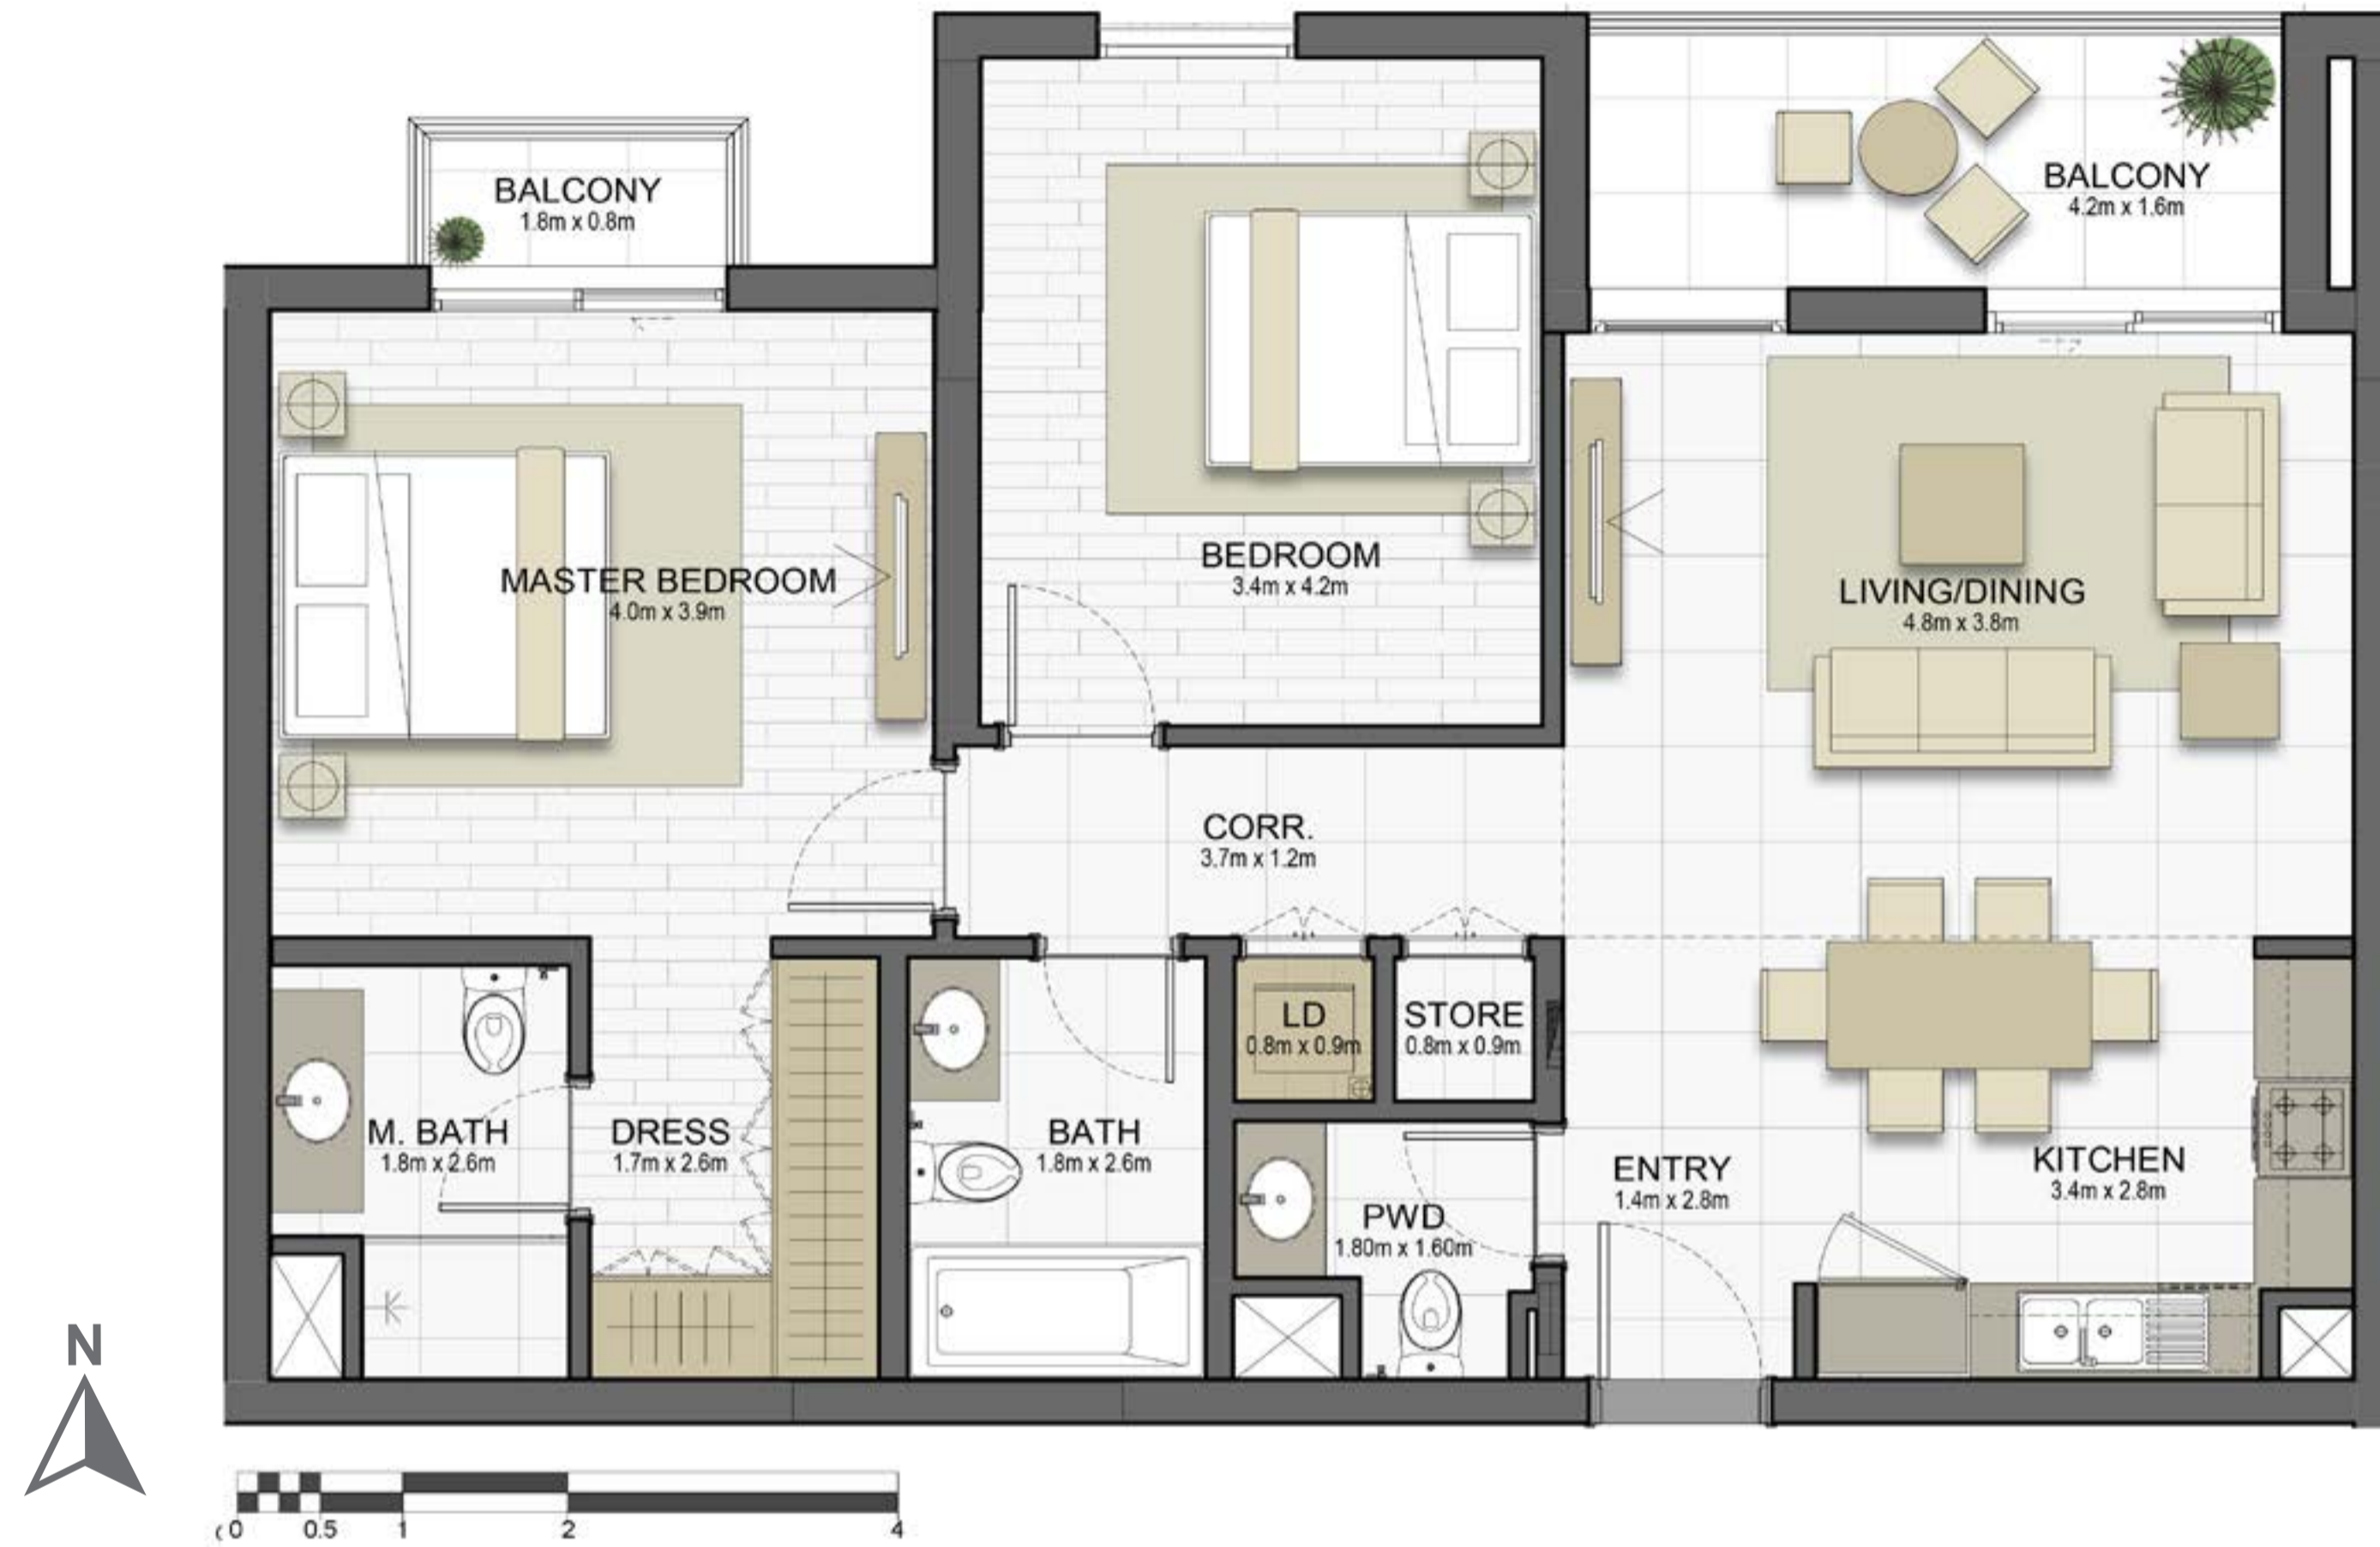 BALCONY
1.8m x 0.8m
BALCONY
4.2m x 1.6m
MASTER BEDROOM
4.0m x 3.9m
BEDROOM
3.4m x 4.2m
LIVING/DINING
4.8m x 3.8m
CORR.
3.7m x 1.2m
M. BATH
1.8m x 2.6m
DRESS
1.7m x 2.6m
BATH
1.8m x 2.6m
LD
0.8m x 0.9m
STORE
0.8m x 0.9m
PWD
1.80m x 1.60m
ENTRY
1.4m x 2.8m
KITCHEN
3.4m x 2.8m
N
0 0.5 1 2 4